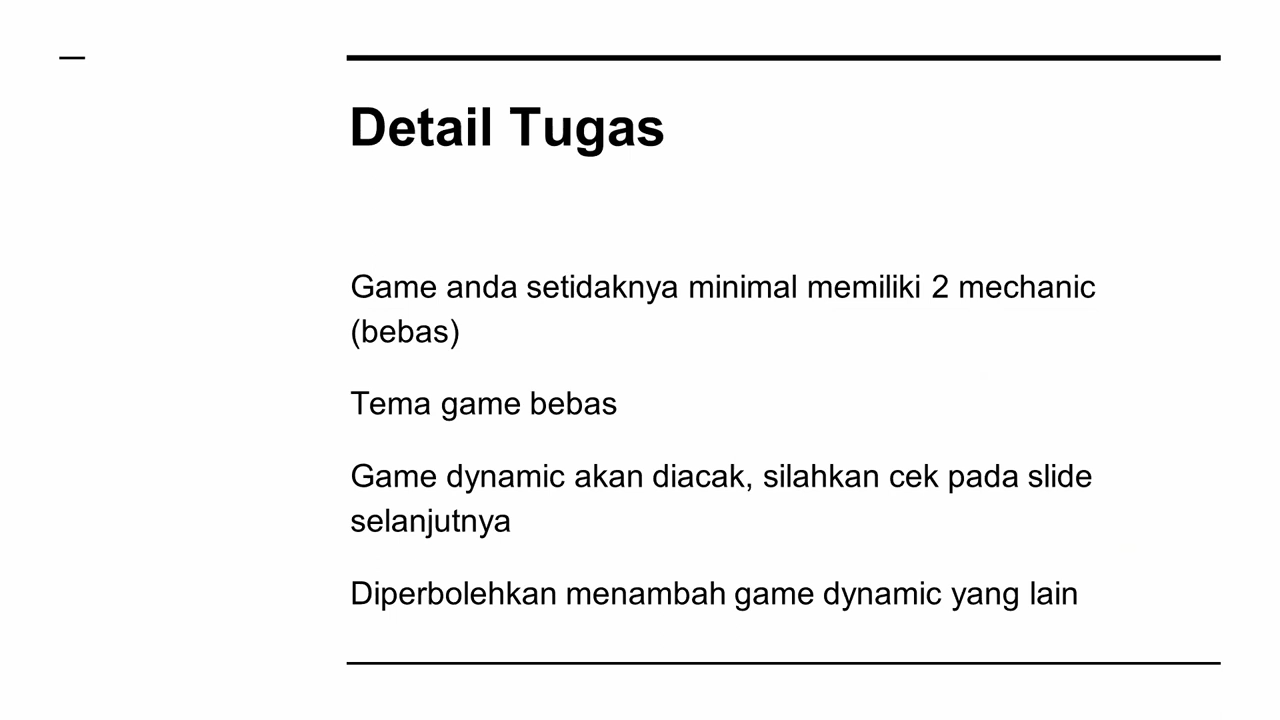 Detail Tugas
Game anda setidaknya minimal memiliki 2 mechanic
(bebas)
Tema game bebas
Game dynamic akan diacak, silahkan cek pada slide
selanjutnya
Diperbolehkan menambah game dynamic yang lain